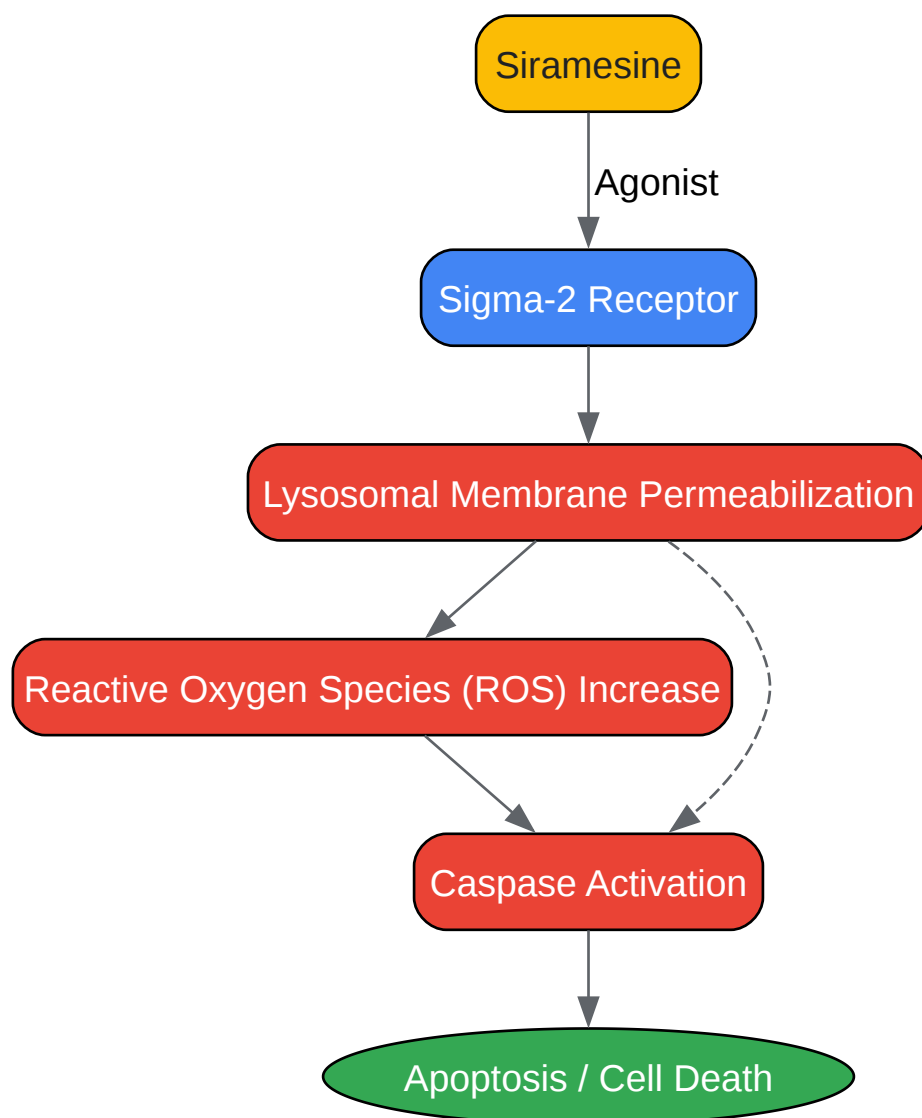 Siramesine
Agonist
Sigma-2 Receptor
Lysosomal Membrane Permeabilization
Reactive Oxygen Species (ROS) Increase
Caspase Activation
Apoptosis / Cell Death